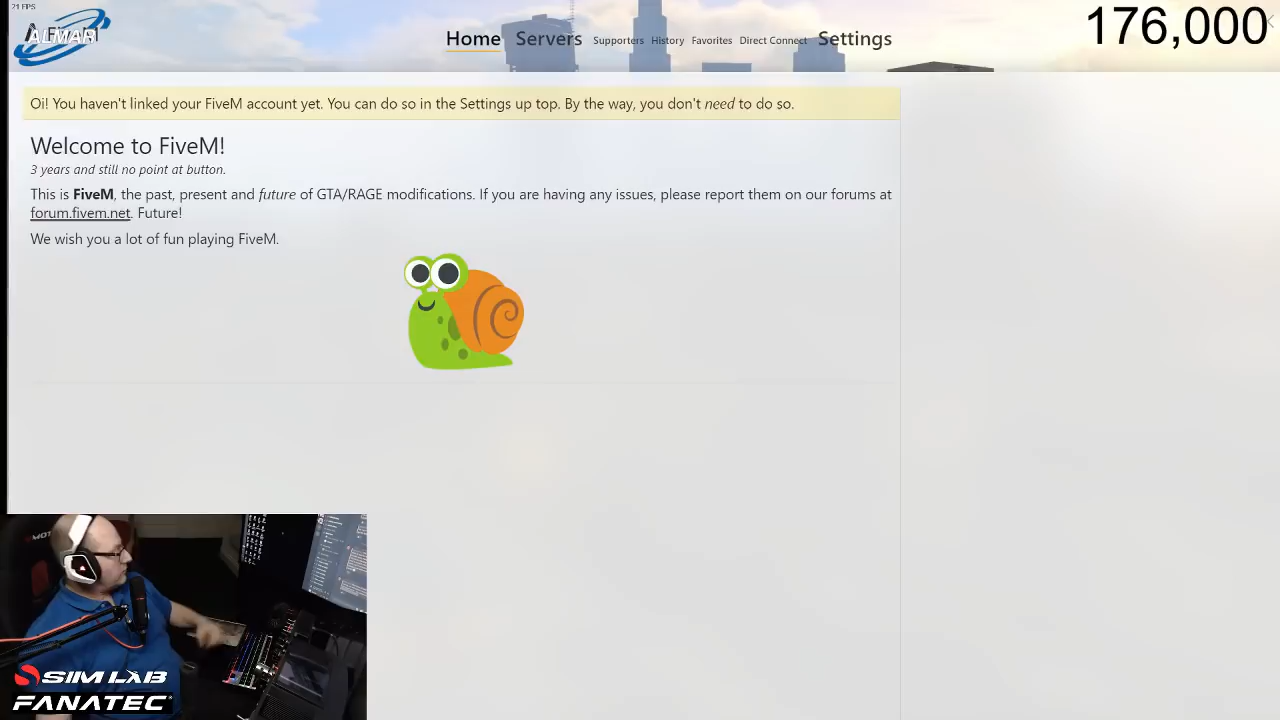 21 FPS
ALMARI
Home Servers Supporters History Favorites Direct Connect Settings
176,000
Oi! You haven't linked your FiveM account yet. You can do so in the Settings up top. By the way, you don't need to do so.
Welcome to FiveM!
3 years and still no point at button.
This is FiveM, the past, present and future of GTA/RAGE modifications. If you are having any issues, please report them on our forums at
forum.fivem.net. Future!
We wish you a lot of fun playing FiveM.
SIM LAB
FANATEC